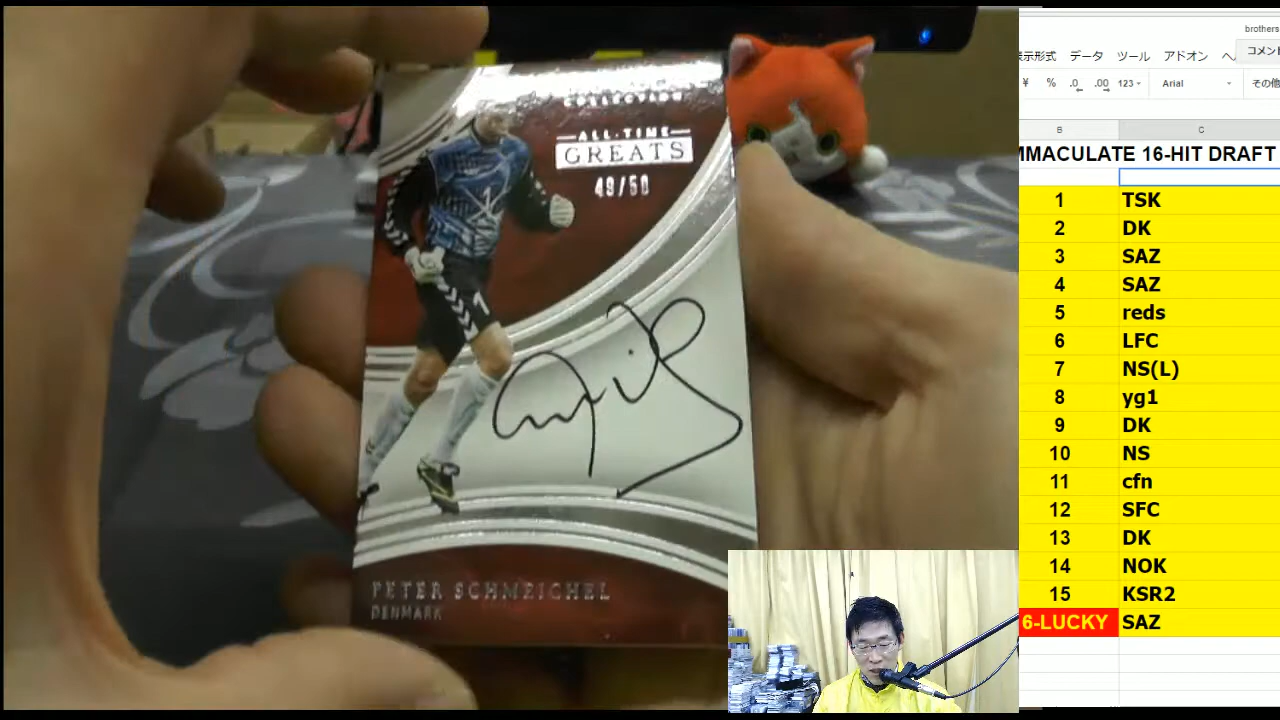 COLLECTION
ALL-TIME
GREATS
49/50
1
PETER SCHMEICHEL
DENMARK
brothers
表示形式 データ ツール アドオン ヘ
コメント
¥ % .0 .00 123 Arial その他
B C
MMACULATE 16-HIT DRAFT
1 TSK
2 DK
3 SAZ
4 SAZ
5 reds
6 LFC
7 NS(L)
8 yg1
9 DK
10 NS
11 cfn
12 SFC
13 DK
14 NOK
15 KSR2
6-LUCKY SAZ